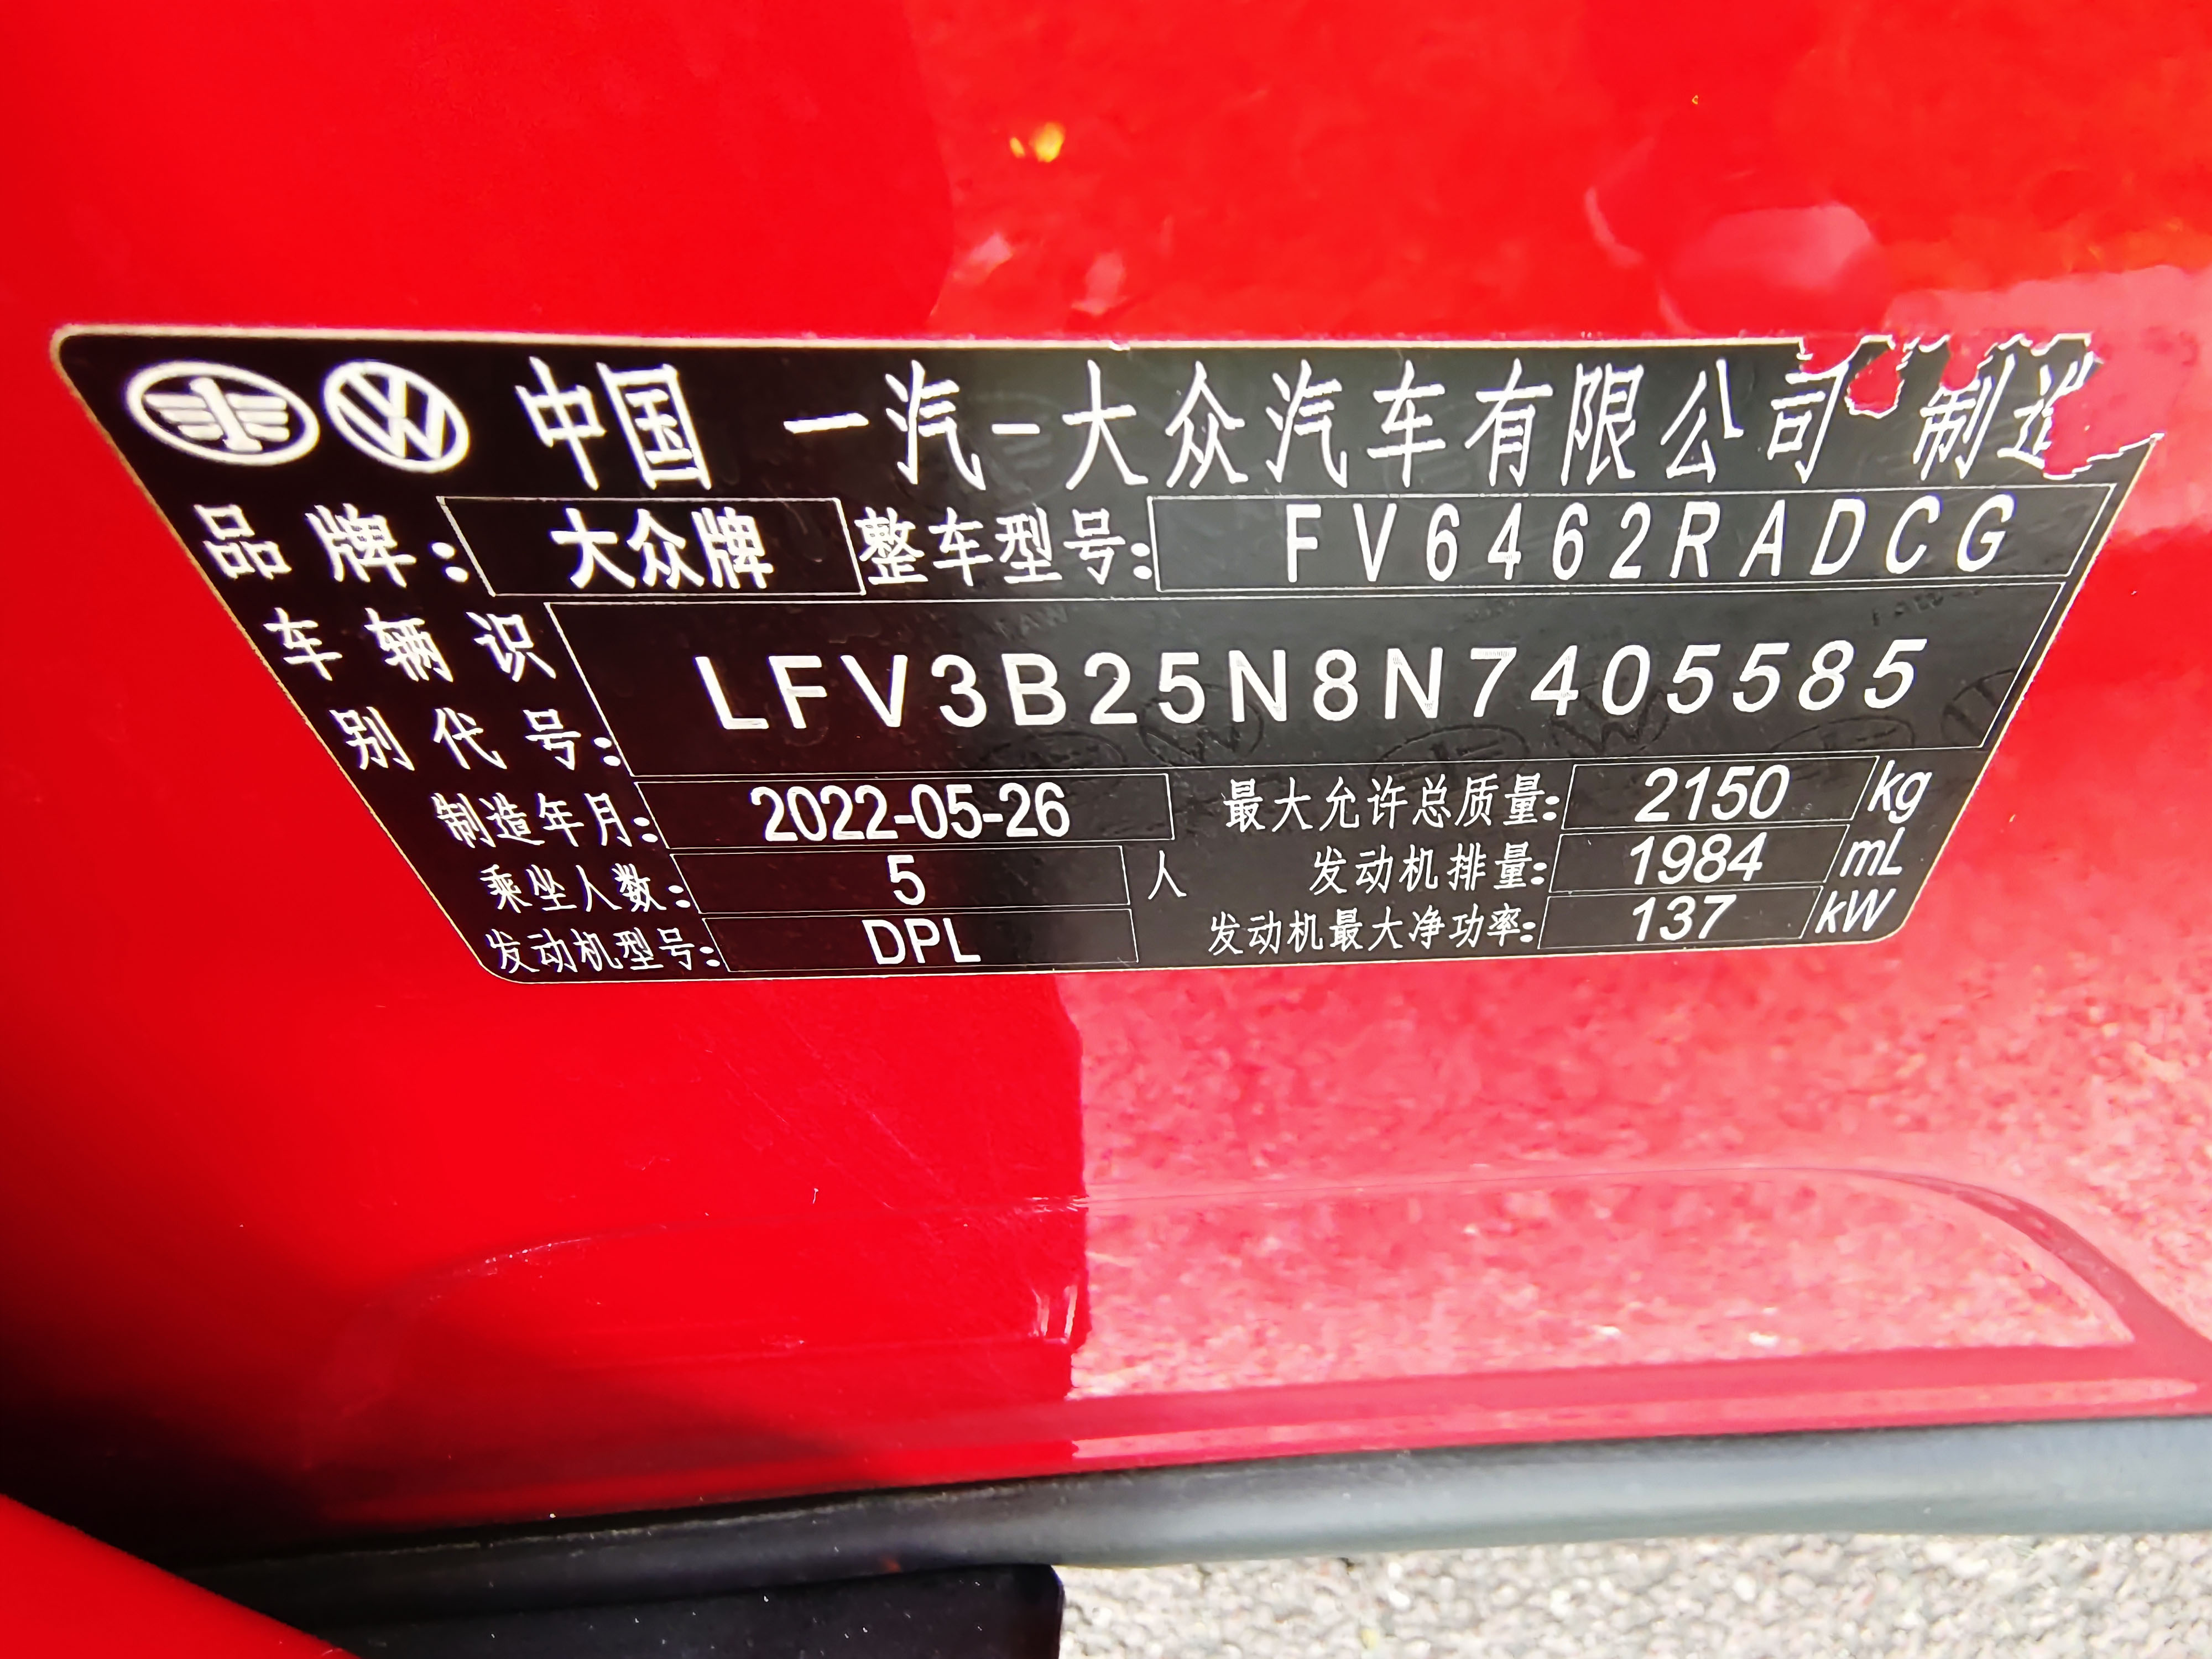 中国 一汽-大众汽车有限公司 制造
品牌: 大众牌 整车型号: FV6462RADCG
车辆识别代号: LFV3B25N8N7405585
制造年月: 2022-05-26 最大允许总质量: 2150 kg
乘坐人数: 5 人 发动机排量: 1984 mL
发动机型号: DPL 发动机最大净功率: 137 kW